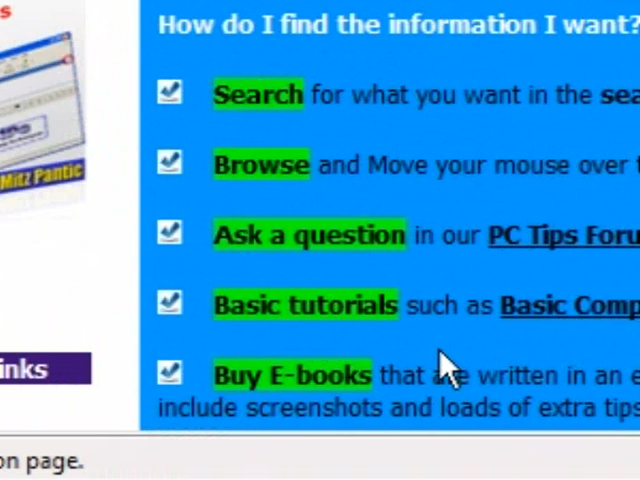 s
How do I find the information I want?
Search for what you want in the sea
Browse and Move your mouse over t
Mitz Pantic
Ask a question in our PC Tips Foru
Basic tutorials such as Basic Comp
inks
Buy E-books that are written in an e
include screenshots and loads of extra tips
on page.